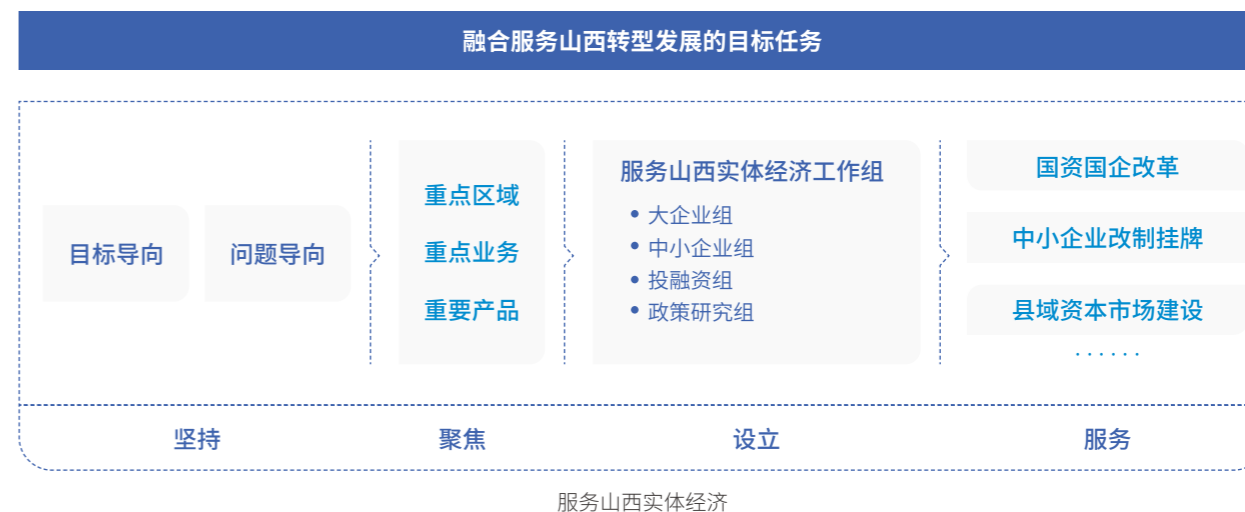 融合服务山西转型发展的目标任务
目标导向
问题导向
重点区域
重点业务
重要产品
服务山西实体经济工作组
• 大企业组
• 中小企业组
• 投融资组
• 政策研究组
国资国企改革
中小企业改制挂牌
县域资本市场建设
······
坚持
聚焦
设立
服务
服务山西实体经济